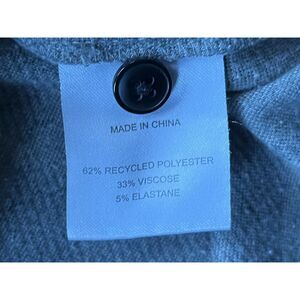 MADE IN CHINA
62% RECYCLED POLYESTER
33% VISCOSE
5% ELASTANE